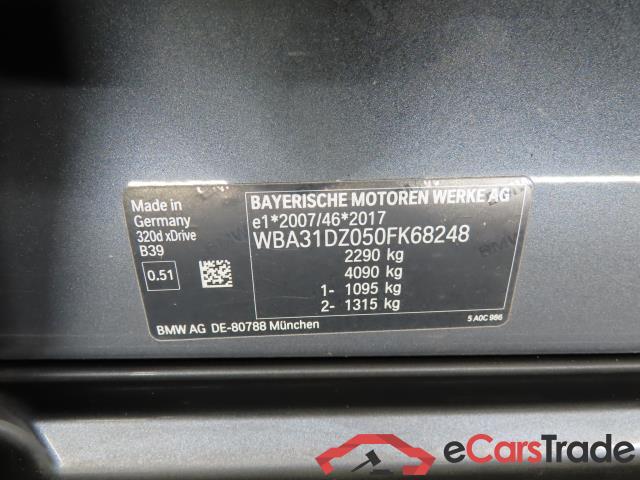 Made in
Germany
320d xDrive
B39
0.51
BAYERISCHE MOTOREN WERKE AG
e1*2007/46*2017
WBA31DZ050FK68248
2290 kg
4090 kg
1- 1095 kg
2- 1315 kg
BMW AG DE-80788 München
5 A0C 986
eCarsTrade